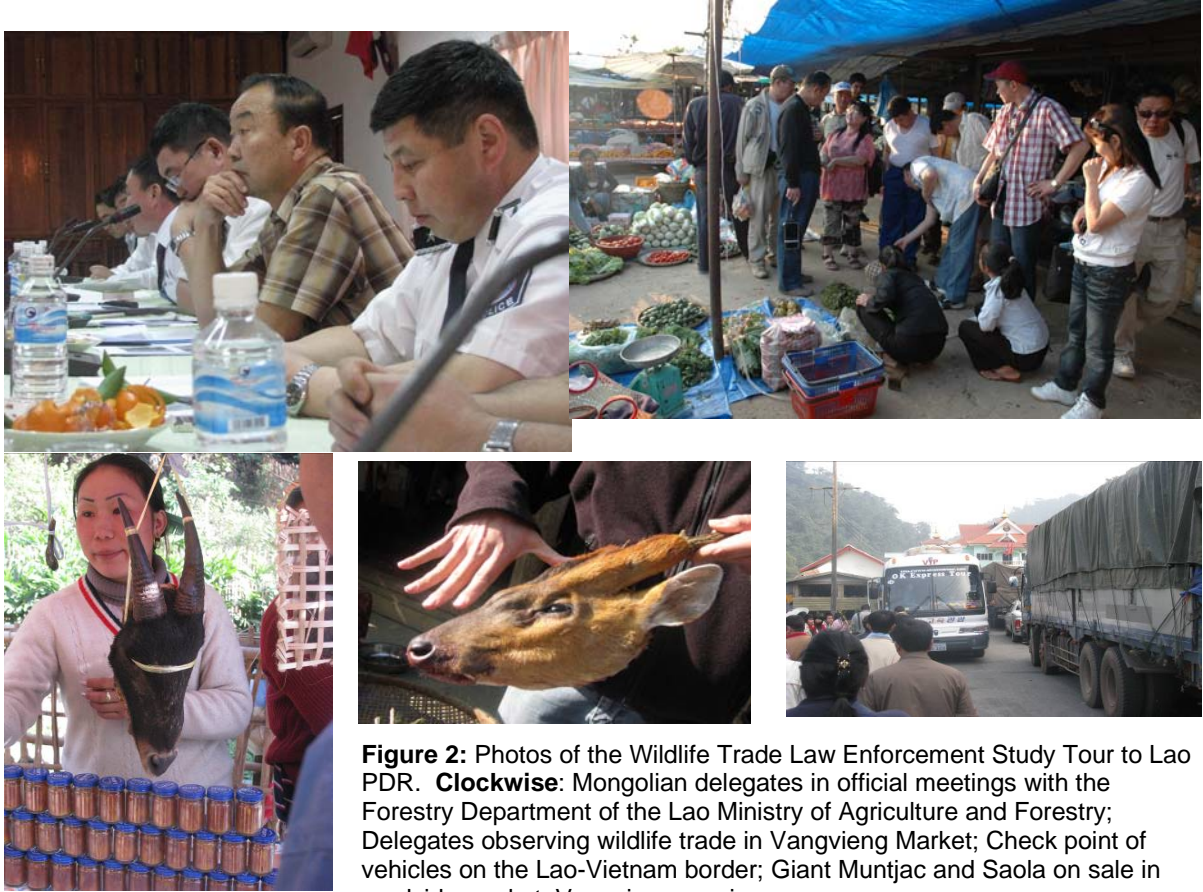 LICE
VTP
OK Express Tour
Figure 2: Photos of the Wildlife Trade Law Enforcement Study Tour to Lao
PDR. Clockwise: Mongolian delegates in official meetings with the
Forestry Department of the Lao Ministry of Agriculture and Forestry;
Delegates observing wildlife trade in Vangvieng Market; Check point of
vehicles on the Lao-Vietnam border; Giant Muntjac and Saola on sale in